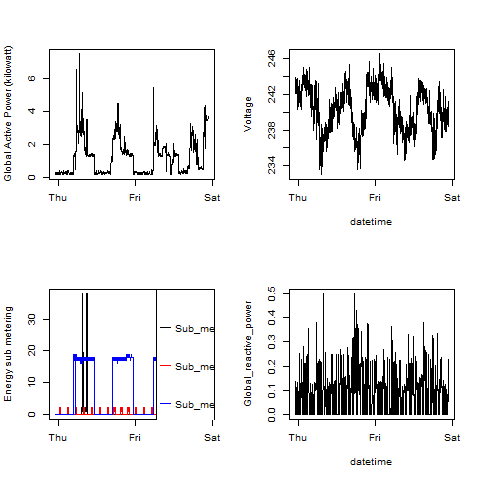 Global Active Power (kilowatt)
6
4
2
0
Thu Fri Sat
Voltage
246
242
238
234
Thu Fri Sat
datetime
Energy sub metering
30
20
10
0
Sub_me
Sub_me
Sub_me
Thu Fri Sat
Global_reactive_power
0.5
0.4
0.3
0.2
0.1
0.0
Thu Fri Sat
datetime